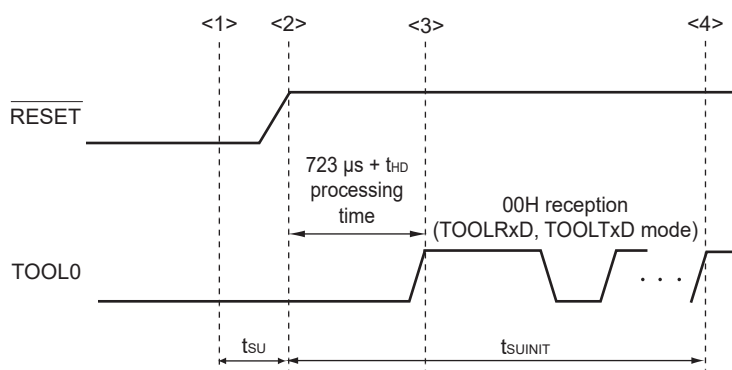 <1> <2> <3> <4>
RESET
723 µs + tHD
processing
time
00H reception
(TOOLRxD, TOOLTxD mode)
TOOL0
. . .
tSU
tSUINIT